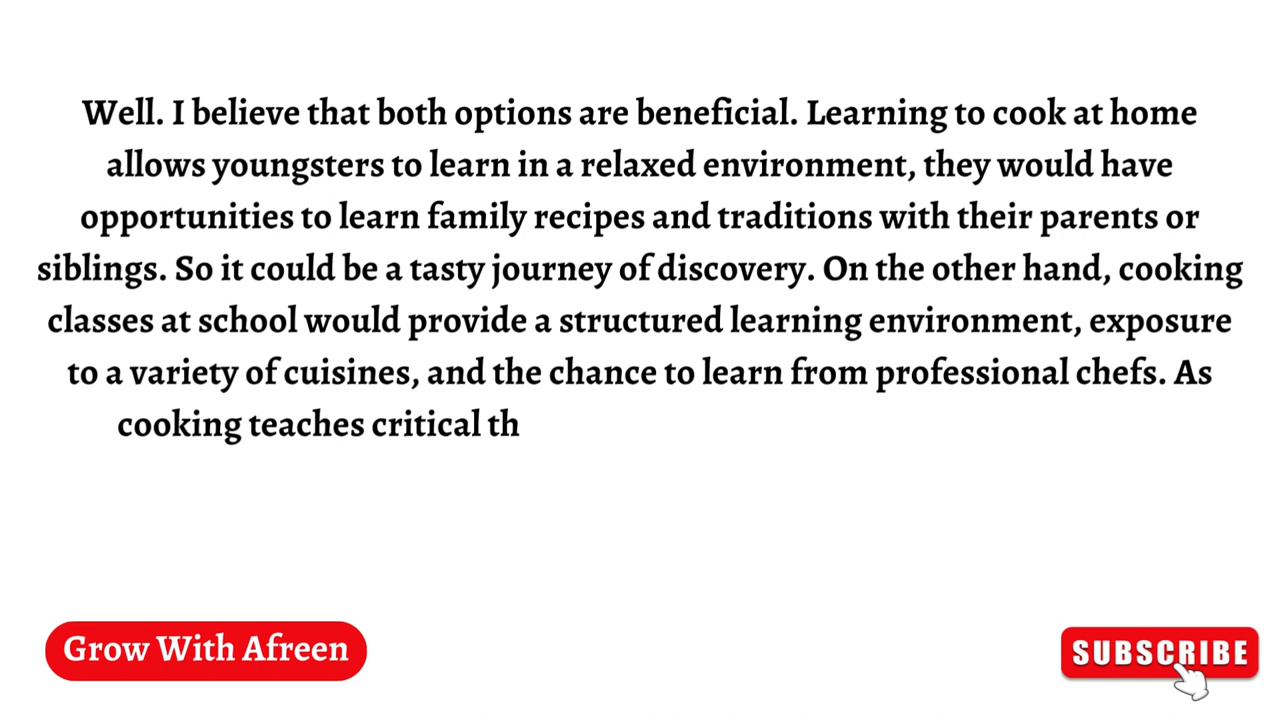 Well. I believe that both options are beneficial. Learning to cook at home
allows youngsters to learn in a relaxed environment, they would have
opportunities to learn family recipes and traditions with their parents or
siblings. So it could be a tasty journey of discovery. On the other hand, cooking
classes at school would provide a structured learning environment, exposure
to a variety of cuisines, and the chance to learn from professional chefs. As
cooking teaches critical th
Grow With Afreen
SUBSCRIBE